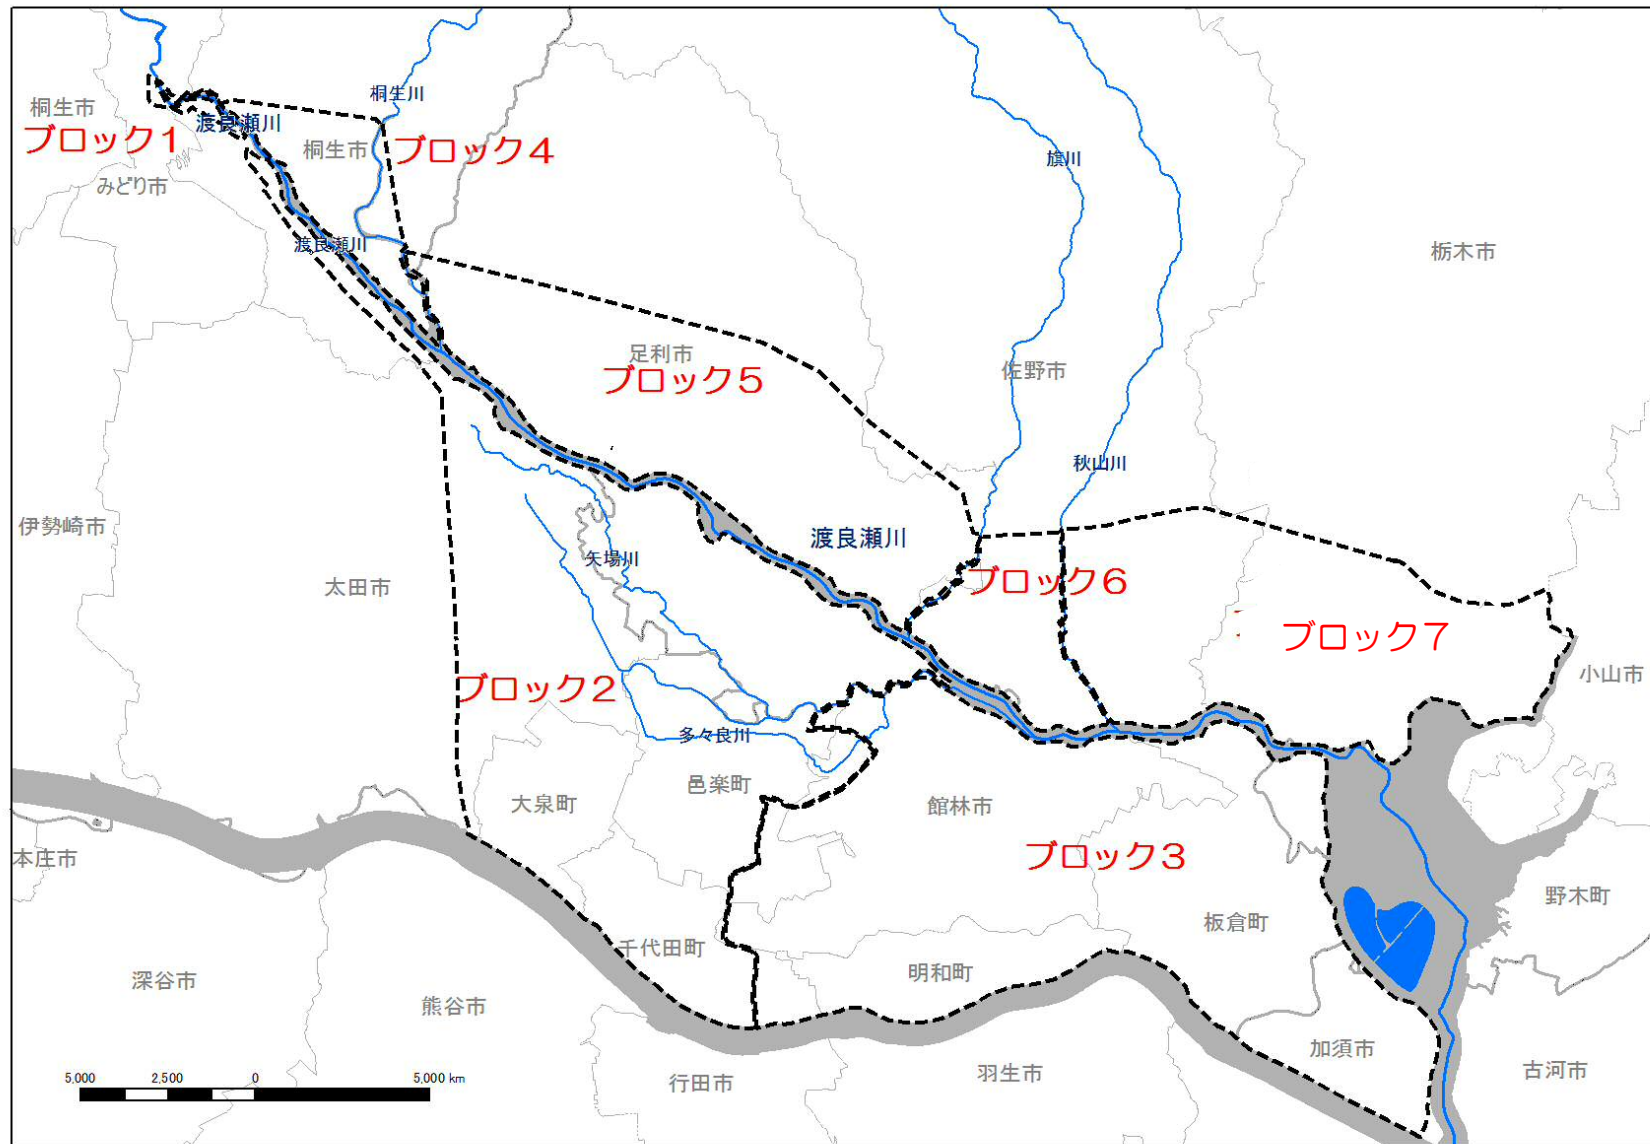 桐生川
桐生市
渡良瀬川
ブロック1
桐生市
ブロック4
旗川
みどり市
渡良瀬川
栃木市
足利市
ブロック5
佐野市
秋山川
伊勢崎市
渡良瀬川
矢場川
太田市
ブロック6
ブロック7
小山市
ブロック2
多々良川
邑楽町
大泉町
館林市
本庄市
ブロック3
野木町
板倉町
千代田町
明和町
深谷市
熊谷市
加須市
古河市
羽生市
行田市
5,000 2,500 0 5,000 km